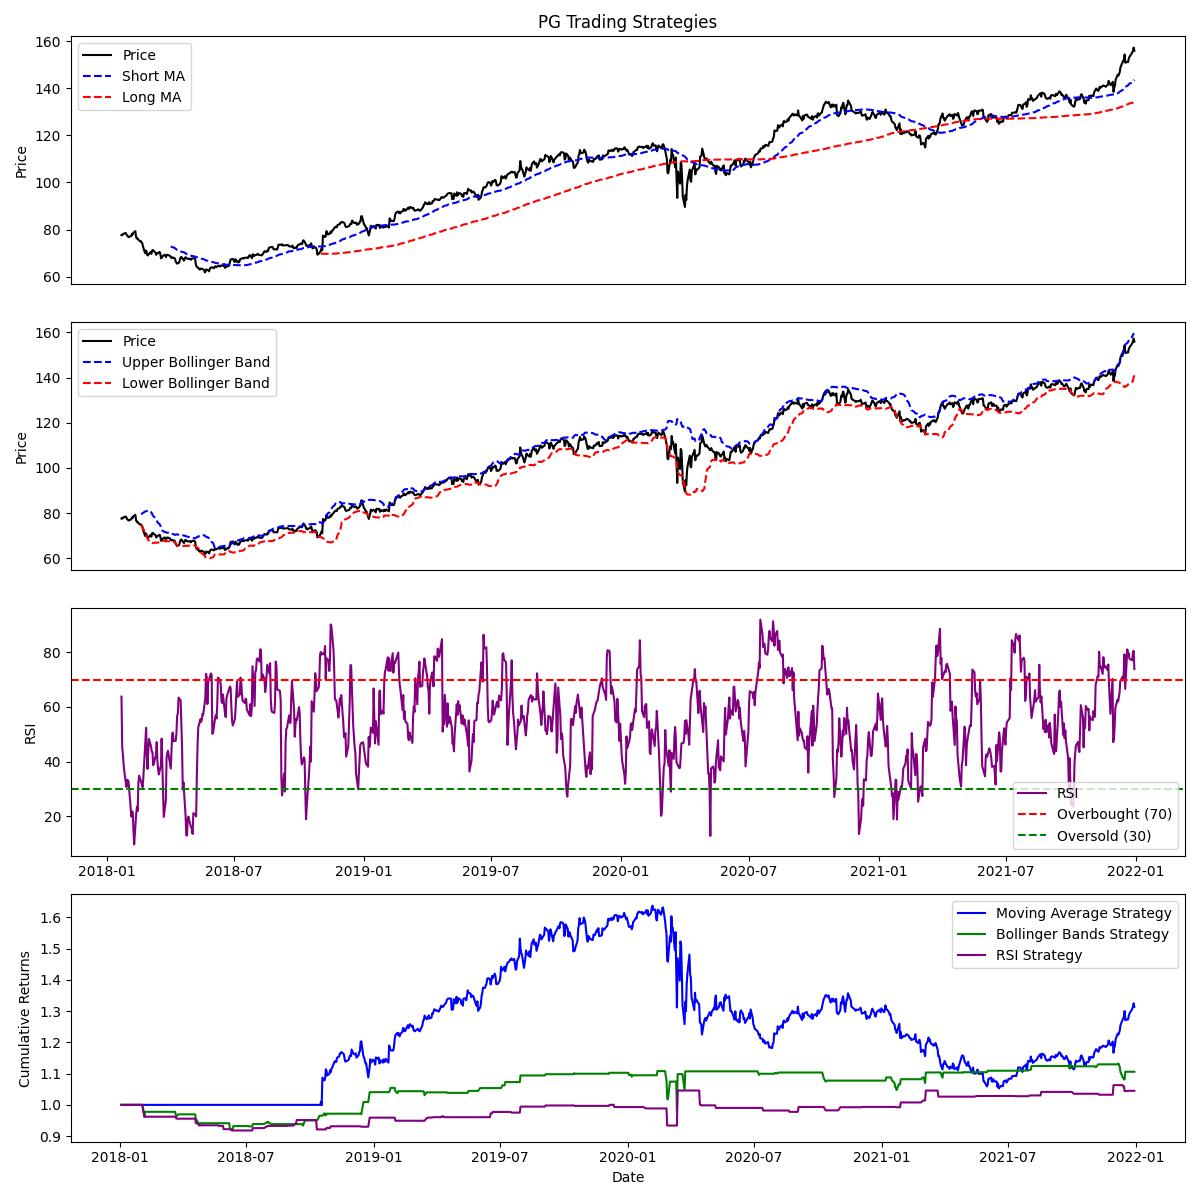 PG Trading Strategies
160
140
120
100
80
60
Price
Price
Short MA
Long MA
160
140
120
100
80
60
Price
Price
Upper Bollinger Band
Lower Bollinger Band
80
60
40
20
RSI
RSI
Overbought (70)
Oversold (30)
2018-01 2018-07 2019-01 2019-07 2020-01 2020-07 2021-01 2021-07 2022-01
1.6
1.5
1.4
1.3
1.2
1.1
1.0
0.9
Cumulative Returns
Moving Average Strategy
Bollinger Bands Strategy
RSI Strategy
2018-01 2018-07 2019-01 2019-07 2020-01 2020-07 2021-01 2021-07 2022-01
Date